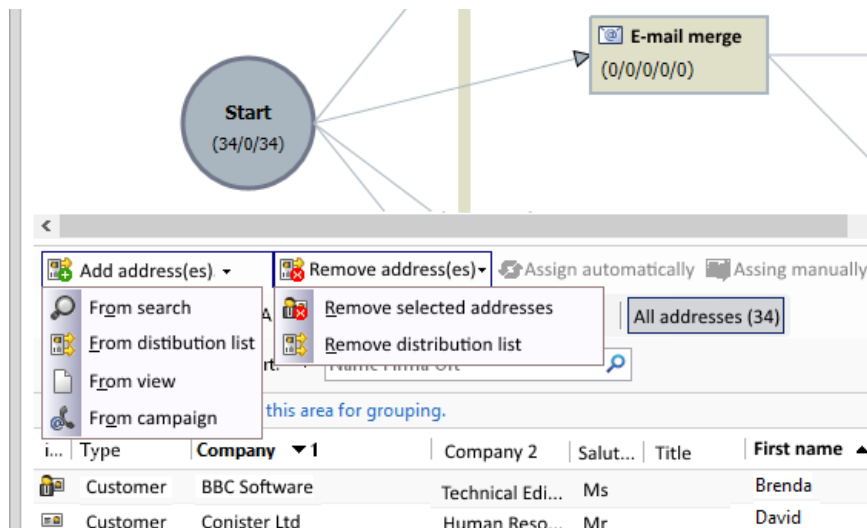 E-mail merge
(0/0/0/0/0)
Start
(34/0/34)
Add address(es)
Remove address(es)
Assign automatically
Assing manually
From search
Remove selected addresses
All addresses (34)
From distibution list
Remove distribution list
From view
From campaign
this area for grouping.
i... Type Company 1 Company 2 Salut... Title First name
Customer BBC Software Technical Edi... Ms Brenda
Customer Conister Ltd Human Reso... Mr David